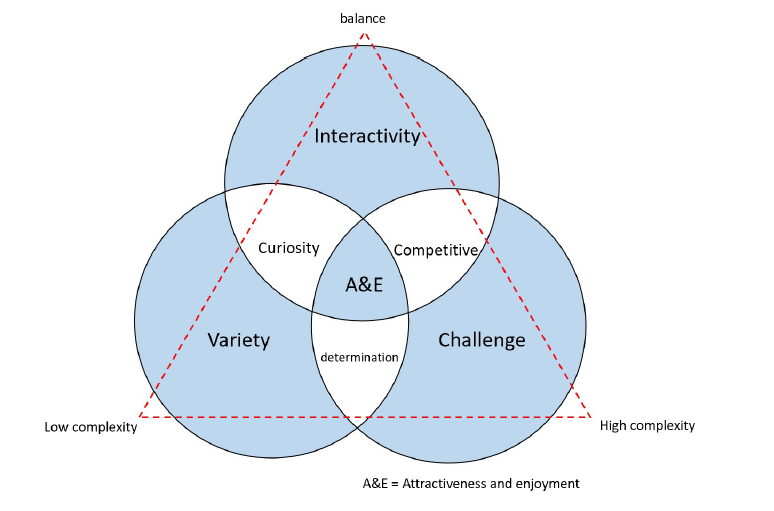 balance
Interactivity
Curiosity
Competitive
A&E
Variety
Challenge
determination
Low complexity
High complexity
A&E = Attractiveness and enjoyment